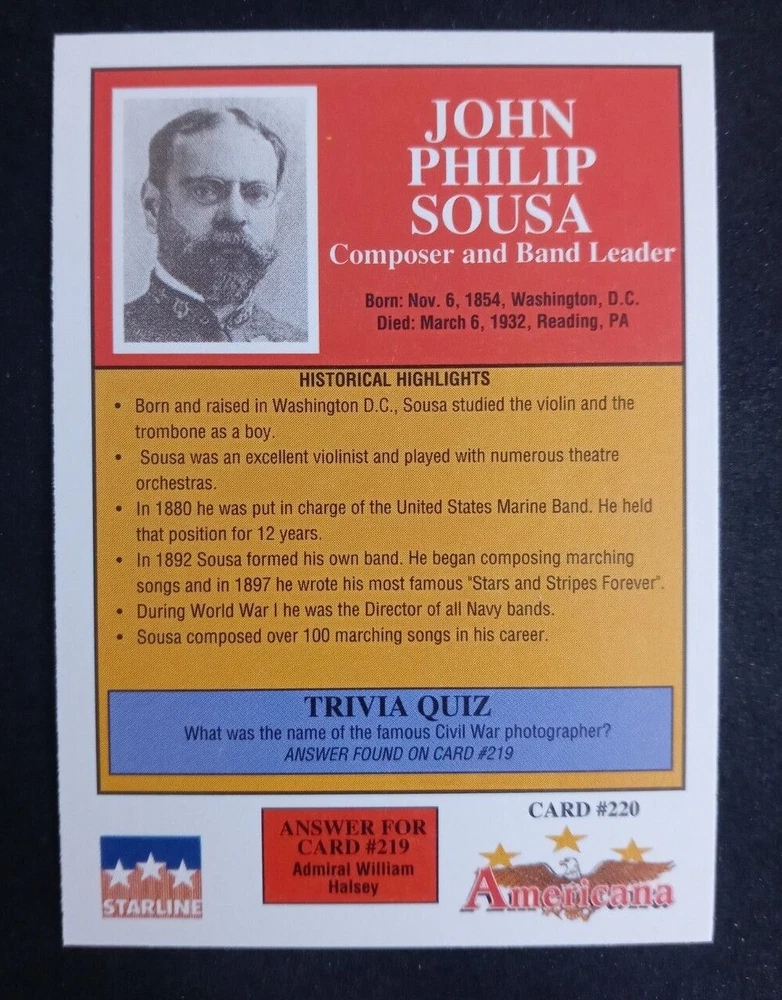 JOHN
PHILIP
SOUSA
Composer and Band Leader
Born: Nov. 6, 1854, Washington, D.C.
Died: March 6, 1932, Reading, PA
HISTORICAL HIGHLIGHTS
• Born and raised in Washington D.C., Sousa studied the violin and the
trombone as a boy.
• Sousa was an excellent violinist and played with numerous theatre
orchestras.
• In 1880 he was put in charge of the United States Marine Band. He held
that position for 12 years.
• In 1892 Sousa formed his own band. He began composing marching
songs and in 1897 he wrote his most famous "Stars and Stripes Forever".
• During World War I he was the Director of all Navy bands.
• Sousa composed over 100 marching songs in his career.
TRIVIA QUIZ
What was the name of the famous Civil War photographer?
ANSWER FOUND ON CARD #219
STARLINE
ANSWER FOR
CARD #219
Admiral William
Halsey
CARD #220
Americana